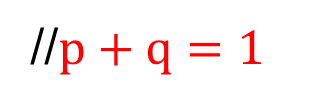 //p + q = 1